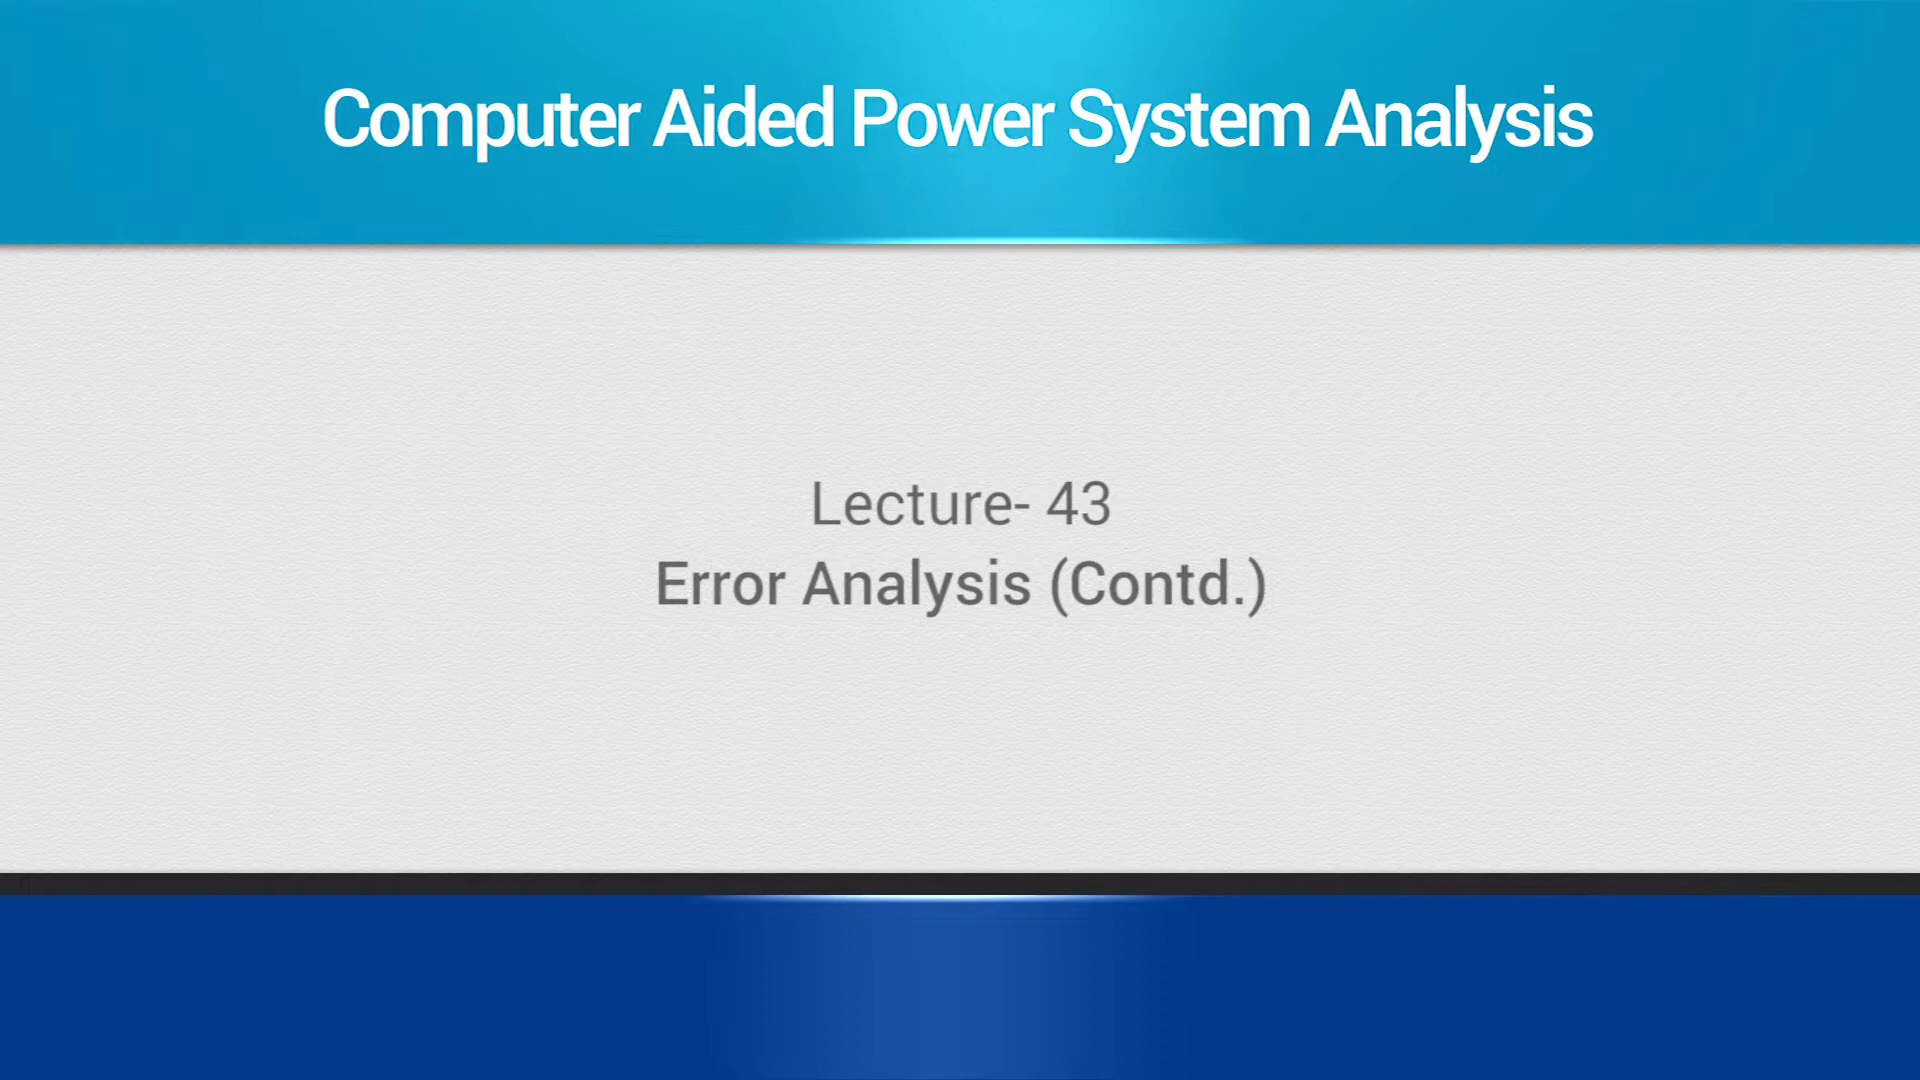 Computer Aided Power System Analysis
Lecture- 43
Error Analysis (Contd.)